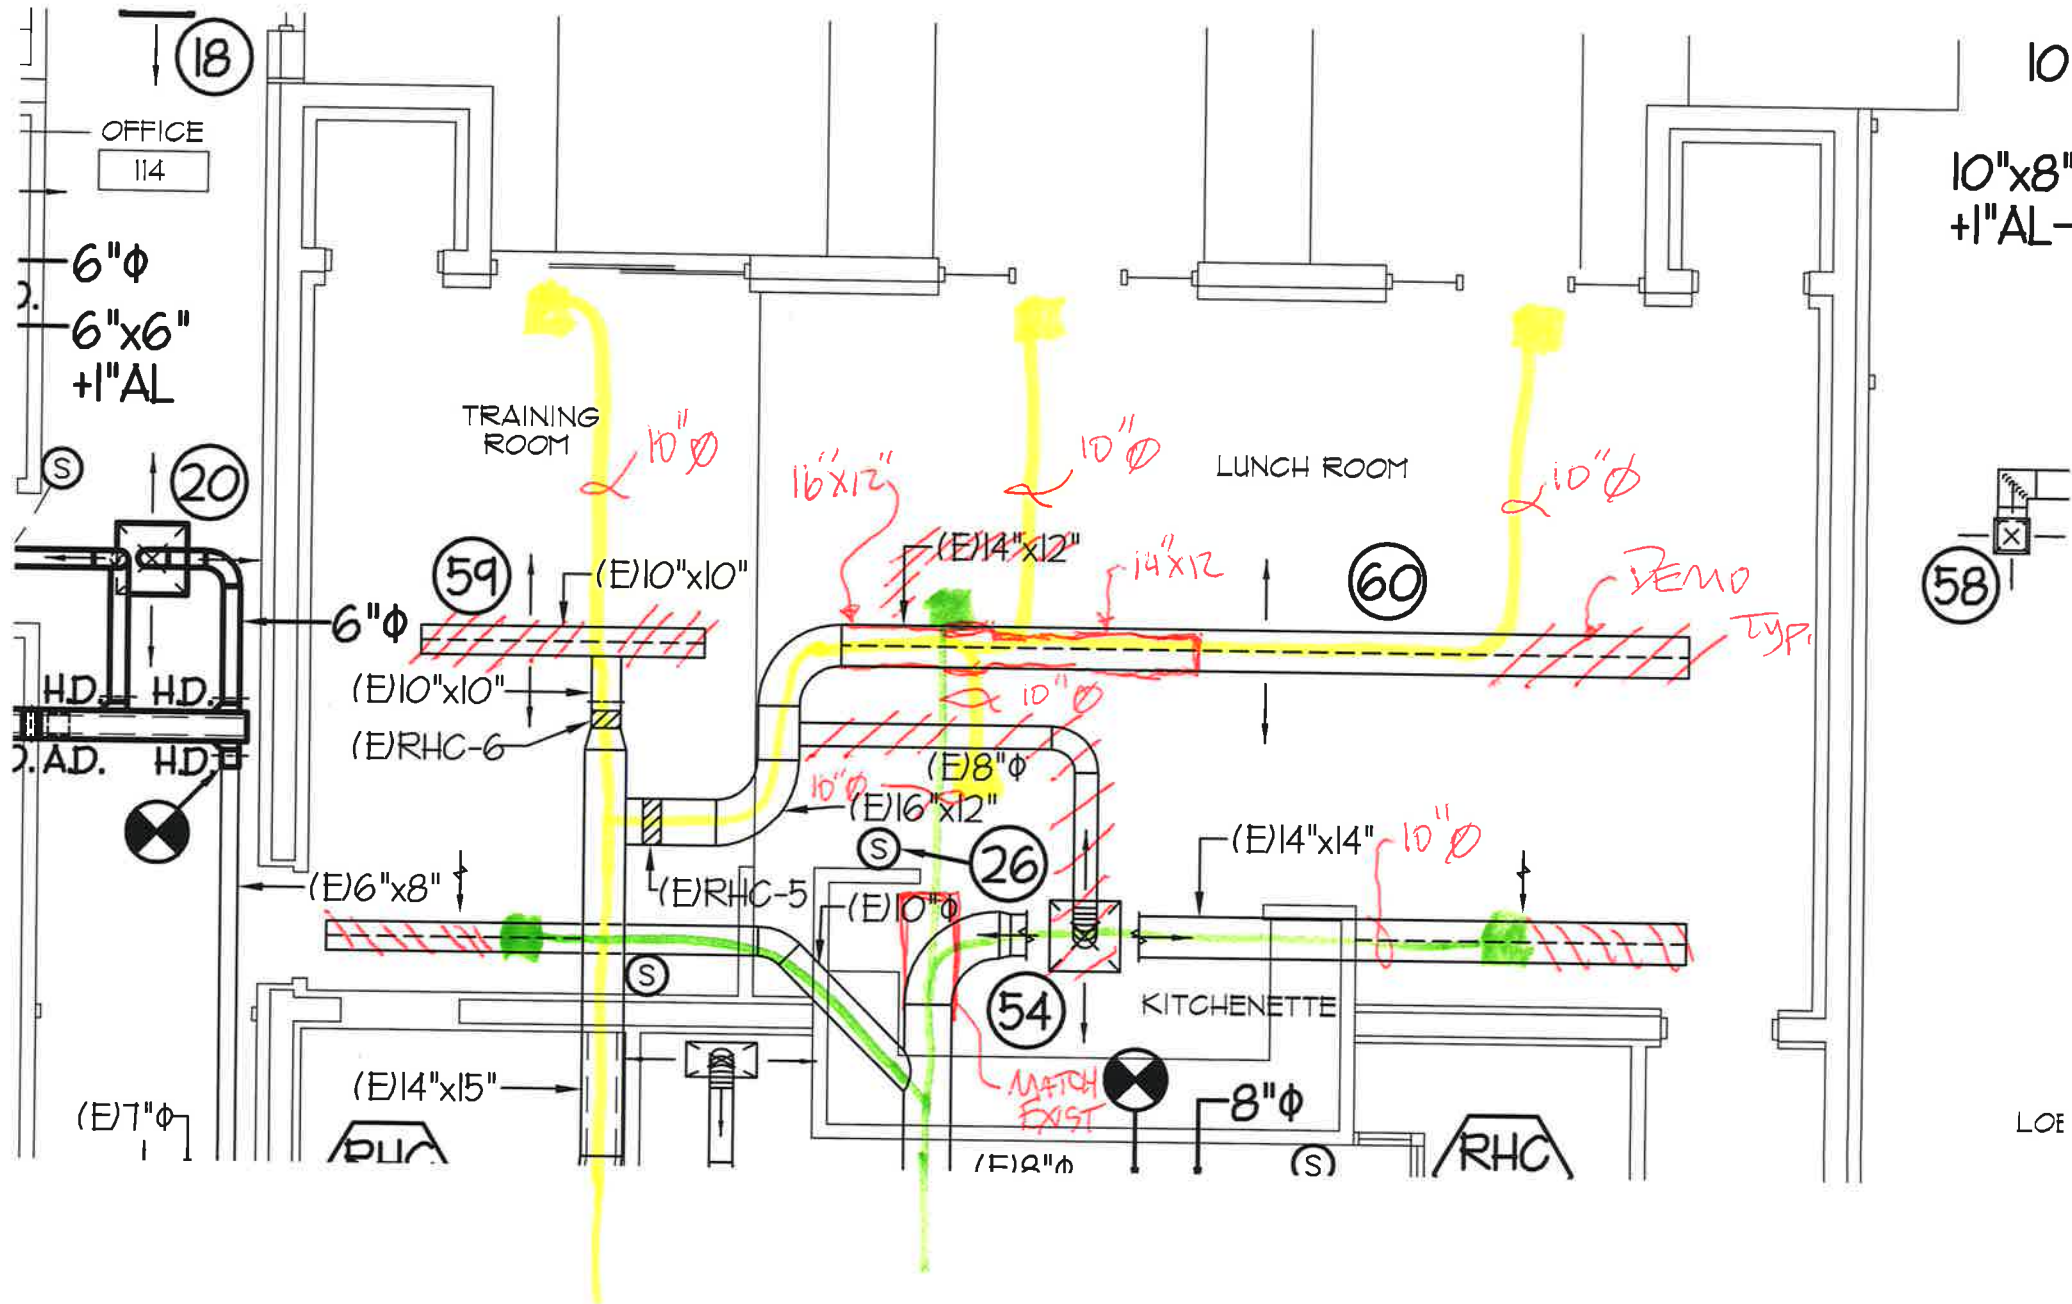 18
OFFICE
114
6"Φ
6"x6"
+1"AL
S
20
6"Φ
H.D.
H.D.
A.D.
H.D.
(E)6"x8"
(E)7"Φ
TRAINING
ROOM
10"Ø
59
(E)10"x10"
(E)10"x10"
(E)RHC-6
(E)RHC-5
16"x12"
(E)14"x12"
10"Ø
14"x12
LUNCH ROOM
10"Ø
60
DEMO
TYP.
10"Ø
(E)8"Φ
10"Ø
(E)16"x12"
S
26
(E)10"Φ
(E)14"x14"
10"Ø
S
54
KITCHENETTE
(E)14"x15"
MATCH
EXIST
8"Φ
(E)8"Φ
RHC
RHC
S
10
10"x8"
+1"AL
58